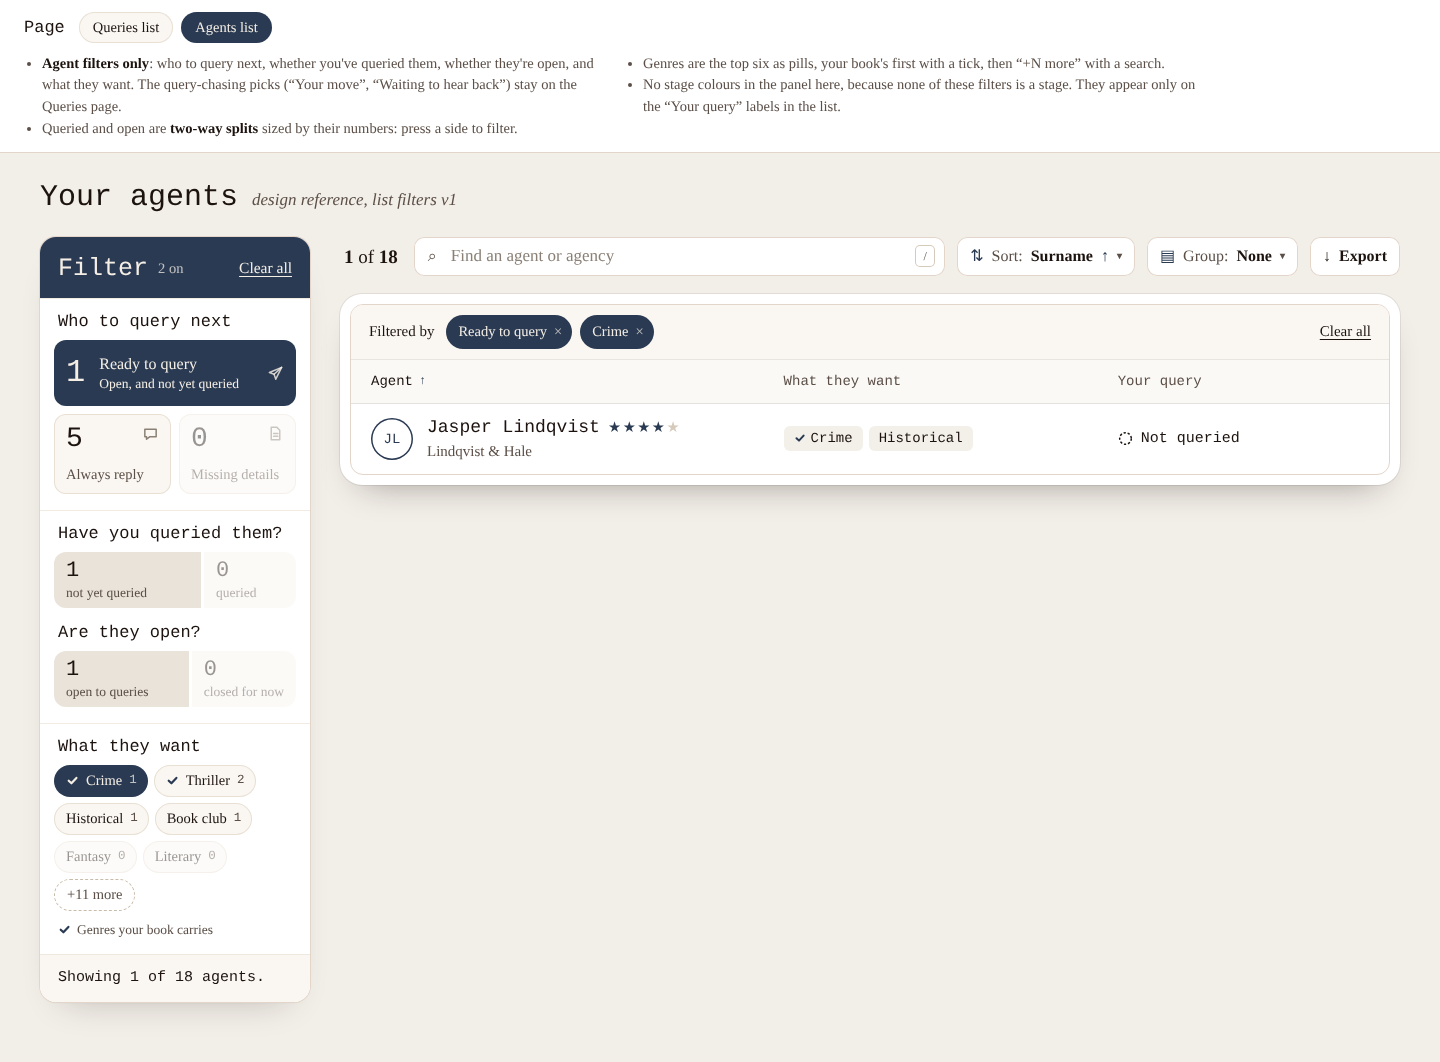 Page Queries list Agents list
Agent filters only: who to query next, whether you've queried them, whether they're open, and
what they want. The query-chasing picks (“Your move”, “Waiting to hear back”) stay on the
Queries page.
Queried and open are two-way splits sized by their numbers: press a side to filter.
Genres are the top six as pills, your book's first with a tick, then “+N more” with a search.
No stage colours in the panel here, because none of these filters is a stage. They appear only on
the “Your query” labels in the list.
Your agents design reference, list filters v1
Filter 2 on Clear all
Who to query next
1 Ready to query
Open, and not yet queried
5
Always reply
0
Missing details
Have you queried them?
1
not yet queried
0
queried
Are they open?
1
open to queries
0
closed for now
What they want
Crime 1 Thriller 2
Historical 1 Book club 1
Fantasy 0 Literary 0
+11 more
Genres your book carries
Showing 1 of 18 agents.
1 of 18 Find an agent or agency / Sort: Surname ↑ ▾ Group: None ▾ ↓ Export
Filtered by Ready to query × Crime × Clear all
Agent ↑ What they want Your query
JL Jasper Lindqvist ★★★★★
Lindqvist & Hale
Crime Historical Not queried